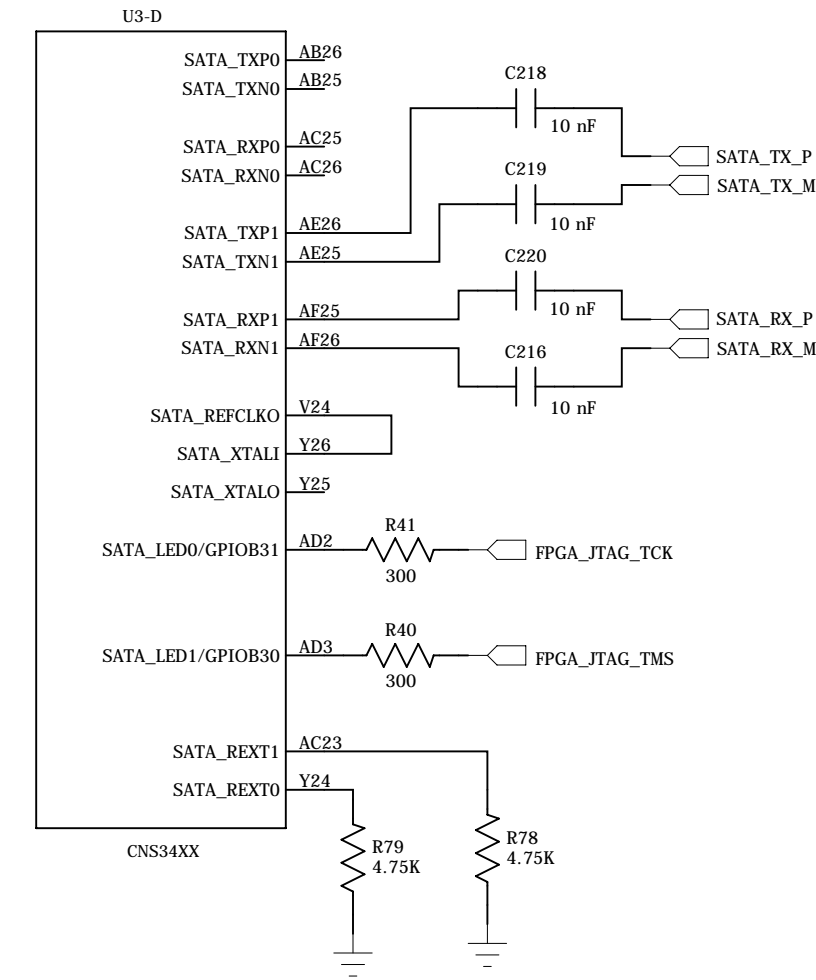 U3-D
SATA_TXP0 AB26
SATA_TXN0 AB25
C218
10 nF
SATA_RXP0 AC25
SATA_TX_P
SATA_RXN0 AC26
C219
SATA_TX_M
10 nF
SATA_TXP1 AE26
SATA_TXN1 AE25
C220
10 nF
SATA_RXP1 AF25
SATA_RX_P
SATA_RXN1 AF26
C216
SATA_RX_M
10 nF
SATA_REFCLKO V24
SATA_XTALI Y26
SATA_XTALO Y25
R41
SATA_LED0/GPIOB31 AD2
FPGA_JTAG_TCK
300
R40
SATA_LED1/GPIOB30 AD3
FPGA_JTAG_TMS
300
SATA_REXT1 AC23
SATA_REXT0 Y24
CNS34XX
R79
4.75K
R78
4.75K